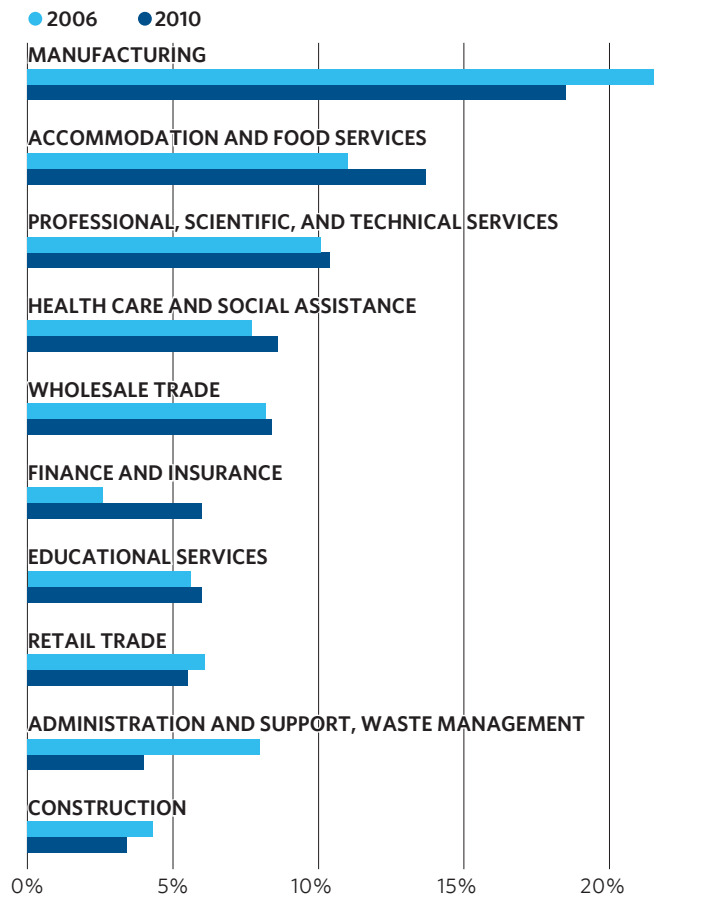 2006 2010
MANUFACTURING
ACCOMMODATION AND FOOD SERVICES
PROFESSIONAL, SCIENTIFIC, AND TECHNICAL SERVICES
HEALTH CARE AND SOCIAL ASSISTANCE
WHOLESALE TRADE
FINANCE AND INSURANCE
EDUCATIONAL SERVICES
RETAIL TRADE
ADMINISTRATION AND SUPPORT, WASTE MANAGEMENT
CONSTRUCTION
0% 5% 10% 15% 20%